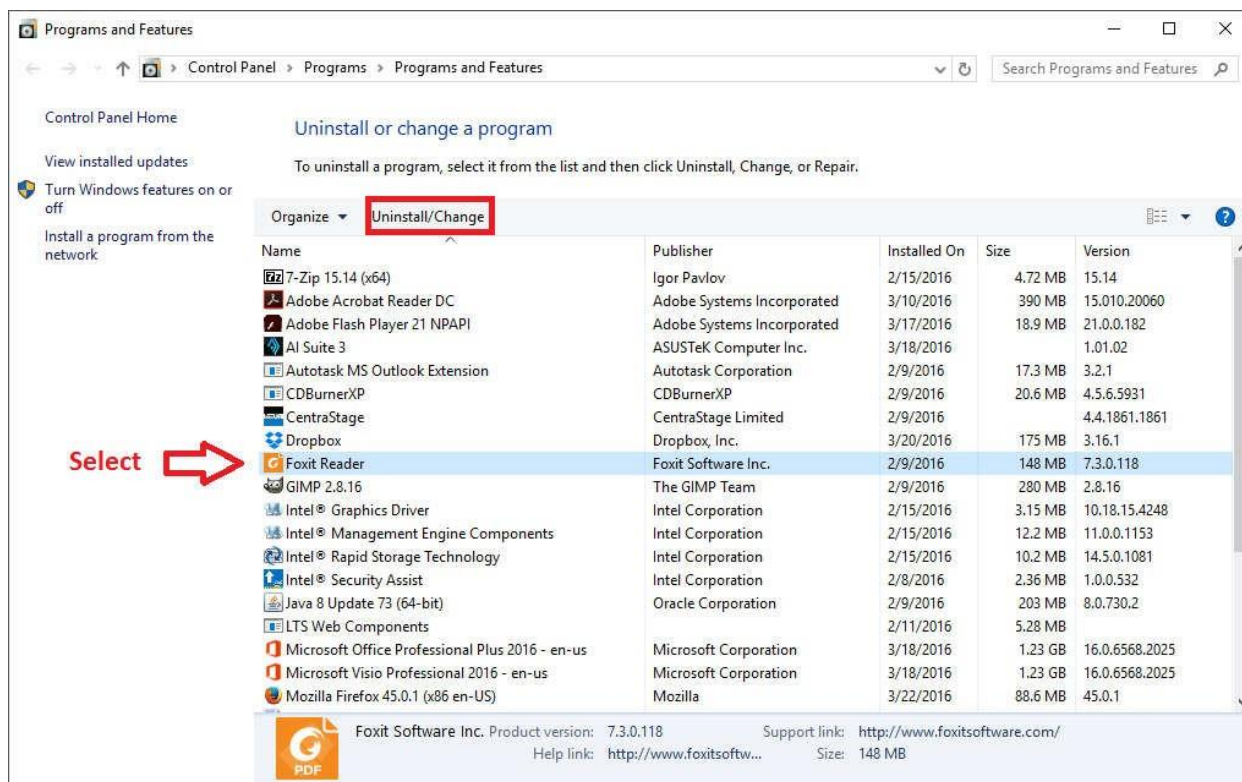 Programs and Features
Control Panel > Programs > Programs and Features
Search Programs and Features
Control Panel Home
View installed updates
Turn Windows features on or
off
Install a program from the
network
Uninstall or change a program
To uninstall a program, select it from the list and then click Uninstall, Change, or Repair.
Organize Uninstall/Change
Name Publisher Installed On Size Version
7-Zip 15.14 (x64) Igor Pavlov 2/15/2016 4.72 MB 15.14
Adobe Acrobat Reader DC Adobe Systems Incorporated 3/10/2016 390 MB 15.010.20060
Adobe Flash Player 21 NPAPI Adobe Systems Incorporated 3/17/2016 18.9 MB 21.0.0.182
AI Suite 3 ASUSTeK Computer Inc. 3/18/2016 1.01.02
Autotask MS Outlook Extension Autotask Corporation 2/9/2016 17.3 MB 3.2.1
CDBurnerXP CDBurnerXP 2/9/2016 20.6 MB 4.5.6.5931
CentraStage CentraStage Limited 2/9/2016 4.4.1861.1861
Dropbox Dropbox, Inc. 3/20/2016 175 MB 3.16.1
Select Foxit Reader Foxit Software Inc. 2/9/2016 148 MB 7.3.0.118
GIMP 2.8.16 The GIMP Team 2/9/2016 280 MB 2.8.16
Intel® Graphics Driver Intel Corporation 2/15/2016 3.15 MB 10.18.15.4248
Intel® Management Engine Components Intel Corporation 2/15/2016 12.2 MB 11.0.0.1153
Intel® Rapid Storage Technology Intel Corporation 2/15/2016 10.2 MB 14.5.0.1081
Intel® Security Assist Intel Corporation 2/8/2016 2.36 MB 1.0.0.532
Java 8 Update 73 (64-bit) Oracle Corporation 2/9/2016 203 MB 8.0.730.2
LTS Web Components 2/11/2016 5.28 MB
Microsoft Office Professional Plus 2016 - en-us Microsoft Corporation 3/18/2016 1.23 GB 16.0.6568.2025
Microsoft Visio Professional 2016 - en-us Microsoft Corporation 3/18/2016 1.23 GB 16.0.6568.2025
Mozilla Firefox 45.0.1 (x86 en-US) Mozilla 3/22/2016 88.6 MB 45.0.1
Foxit Software Inc. Product version: 7.3.0.118 Support link: http://www.foxitsoftware.com/
Help link: http://www.foxitsoftw... Size: 148 MB
PDF